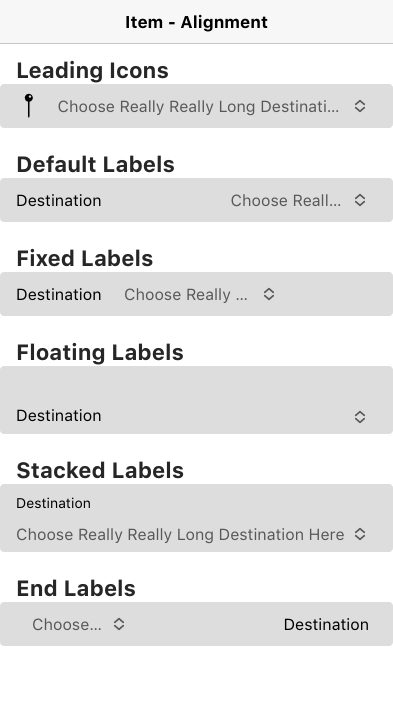 Item - Alignment
Leading Icons
Choose Really Really Long Destinati...
Default Labels
Destination Choose Reall...
Fixed Labels
Destination Choose Really ...
Floating Labels
Destination
Stacked Labels
Destination
Choose Really Really Long Destination Here
End Labels
Choose... Destination